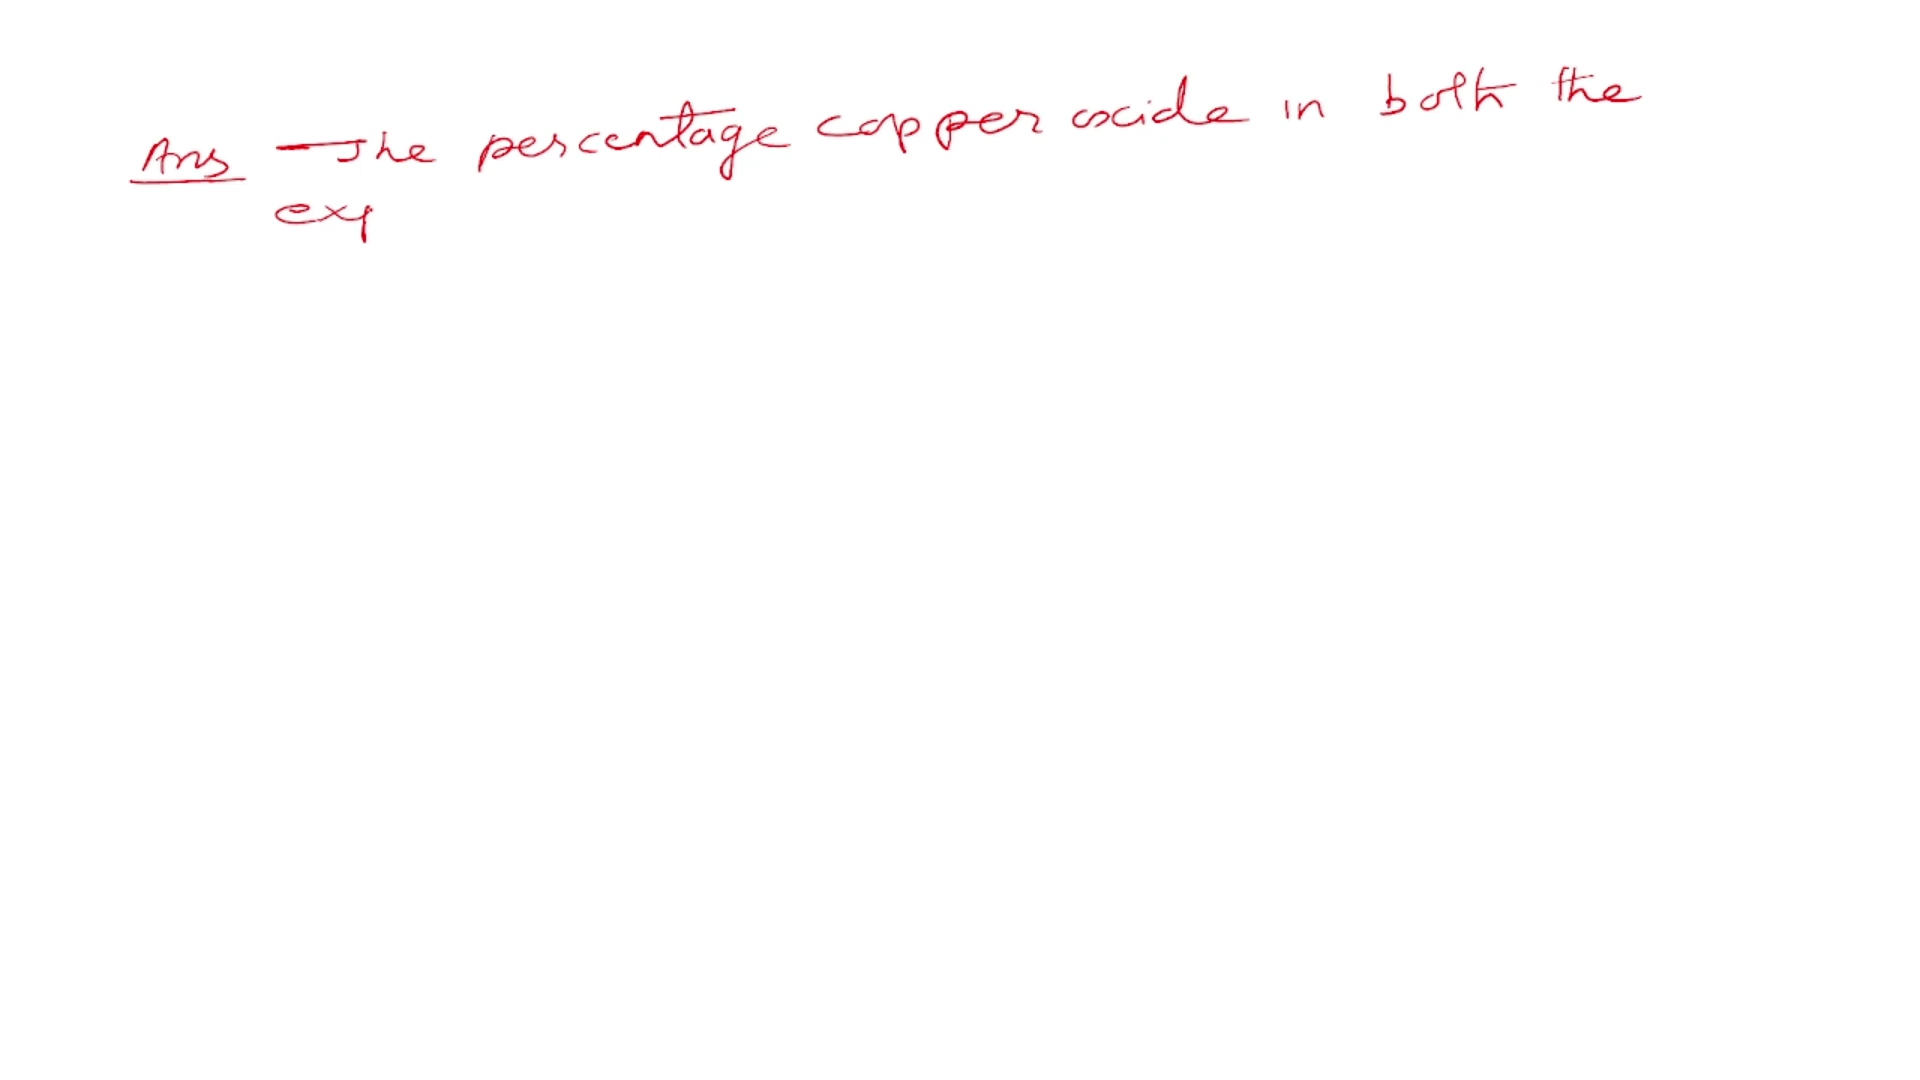 Ans - The percentage copper oxide in both the
exp